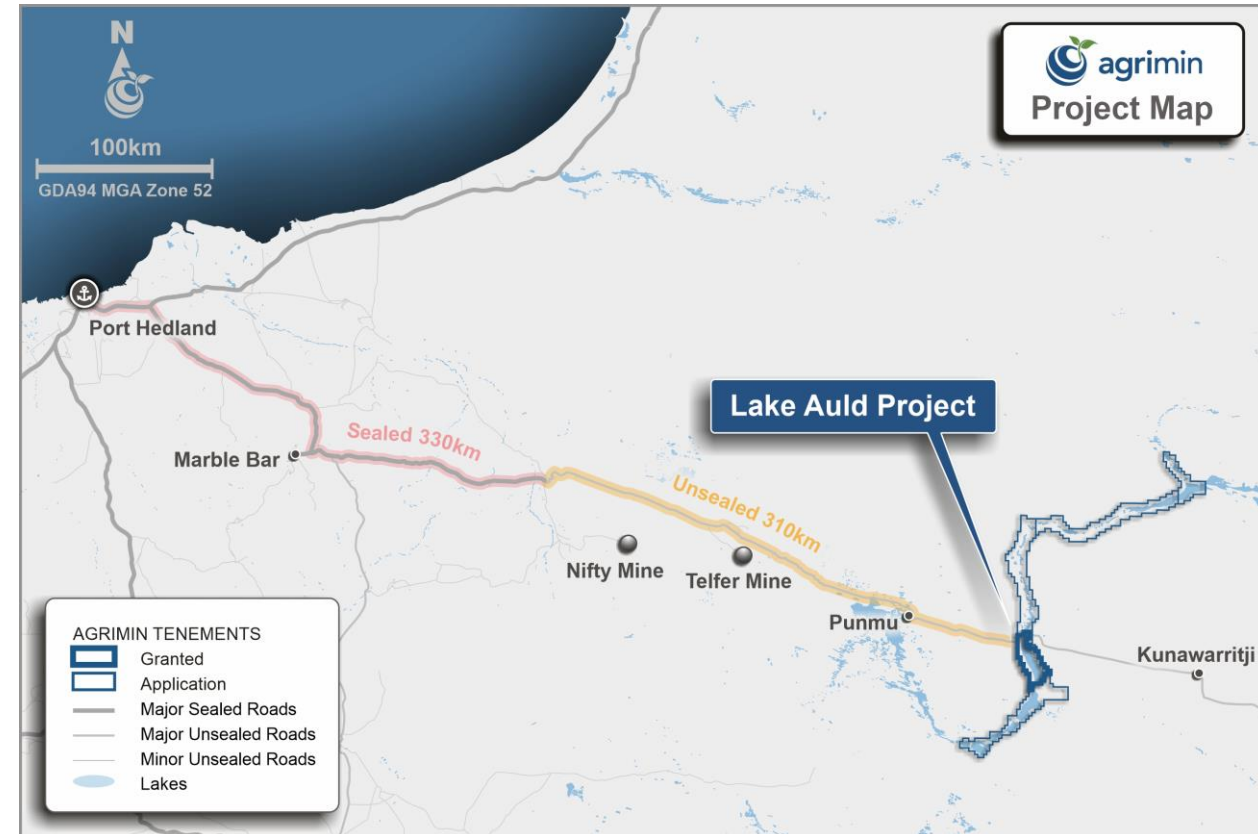 N
100km
GDA94 MGA Zone 52
agrimin
Project Map
Port Hedland
Marble Bar
Sealed 330km
Lake Auld Project
Unsealed 310km
Nifty Mine
Telfer Mine
Punmu
Kunawarritji
AGRIMIN TENEMENTS
Granted
Application
Major Sealed Roads
Major Unsealed Roads
Minor Unsealed Roads
Lakes